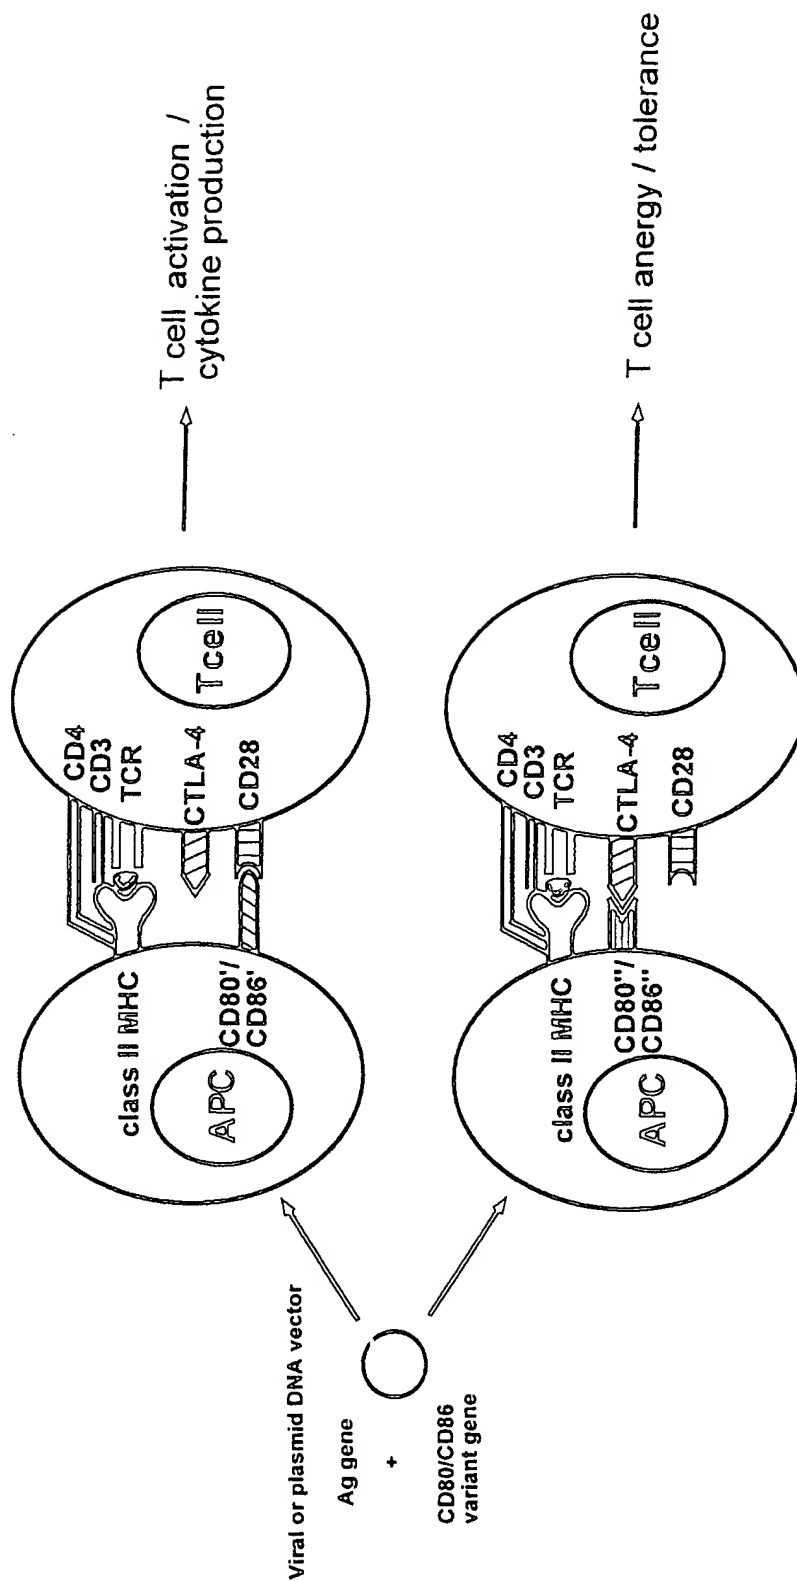 Viral or plasmid DNA vector
Ag gene
+
CD80/CD86
variant gene
APC
class II MHC
CD80'/
CD86'
CD4
CD3
TCR
CTLA-4
CD28
T cell
T cell activation /
cytokine production
APC
class II MHC
CD80"/
CD86"
CD4
CD3
TCR
CTLA-4
CD28
T cell
T cell anergy / tolerance